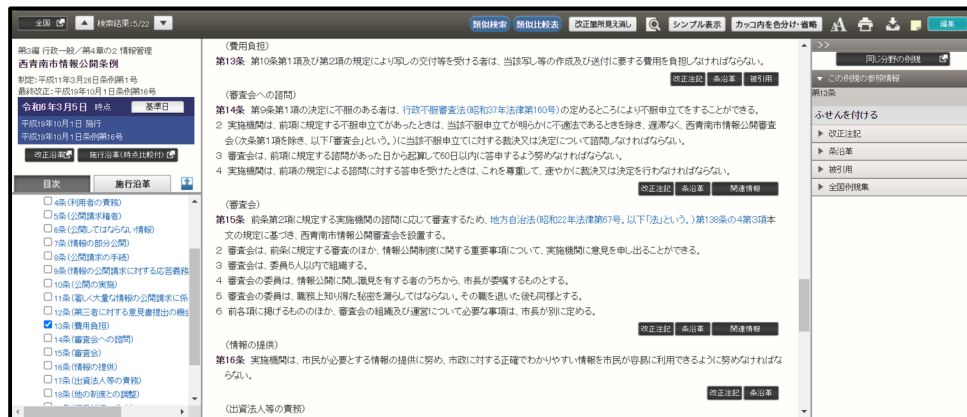 全国
検索結果:5/22
類似検索 類似比較表 改正箇所見え消し シンプル表示 カッコ内を色分け・省略 編集
第3編 行政一般/第4章の2 情報管理
西青南市情報公開条例
制定:平成11年3月26日条例第1号
最終改正:平成19年10月1日条例第16号
令和6年3月5日 時点 基準日
平成19年10月1日 施行
平成19年10月1日条例第16号
改正沿革 施行沿革(時点比較付)
目次 施行沿革
4条(利用者の責務)
5条(公開請求権者)
6条(公開してはならない情報)
7条(情報の部分公開)
8条(公開請求の手続)
9条(情報の公開請求に対する応答義務
10条(公開の実施)
11条(著しく大量な情報の公開請求に係
12条(第三者に対する意見書提出の機会
13条(費用負担)
14条(審査会への諮問)
15条(審査会)
16条(情報の提供)
17条(出資法人等の責務)
18条(他の制度との調整)
(費用負担)
第13条 第10条第1項及び第2項の規定により写しの交付等を受ける者は、当該写し等の作成及び送付に要する費用を負担しなければならない。
改正注記 条沿革 被引用
(審査会への諮問)
第14条 第9条第1項の決定に不服のある者は、行政不服審査法(昭和37年法律第160号)の定めるところにより不服申立てをすることができる。
2 実施機関は、前項に規定する不服申立てがあったときは、当該不服申立てが明らかに不適法であるときを除き、遅滞なく、西青南市情報公開審査
会(次条第1項を除き、以下「審査会」という。)に当該不服申立てに対する裁決又は決定について諮問しなければならない。
3 審査会は、前項に規定する諮問があった日から起算して60日以内に答申するよう努めなければならない。
4 実施機関は、前項の規定による諮問に対する答申を受けたときは、これを尊重して、速やかに裁決又は決定を行わなければならない。
改正注記 条沿革 関連情報
(審査会)
第15条 前条第2項に規定する実施機関の諮問に応じて審査するため、地方自治法(昭和22年法律第67号。以下「法」という。)第138条の4第3項本
文の規定に基づき、西青南市情報公開審査会を設置する。
2 審査会は、前条に規定する審査のほか、情報公開制度に関する重要事項について、実施機関に意見を申し出ることができる。
3 審査会は、委員5人以内で組織する。
4 審査会の委員は、情報公開に関し識見を有する者のうちから、市長が委嘱するものとする。
5 審査会の委員は、職務上知り得た秘密を漏らしてはならない。その職を退いた後も同様とする。
6 前各項に掲げるもののほか、審査会の組織及び運営について必要な事項は、市長が別に定める。
改正注記 条沿革 関連情報
(情報の提供)
第16条 実施機関は、市民が必要とする情報の提供に努め、市政に対する正確でわかりやすい情報を市民が容易に利用できるように努めなければな
らない。
改正注記 条沿革
(出資法人等の責務)
>>
同じ分野の例規
この例規の参照情報
第13条
ふせんを付ける
改正注記
条沿革
被引用
全国例規集